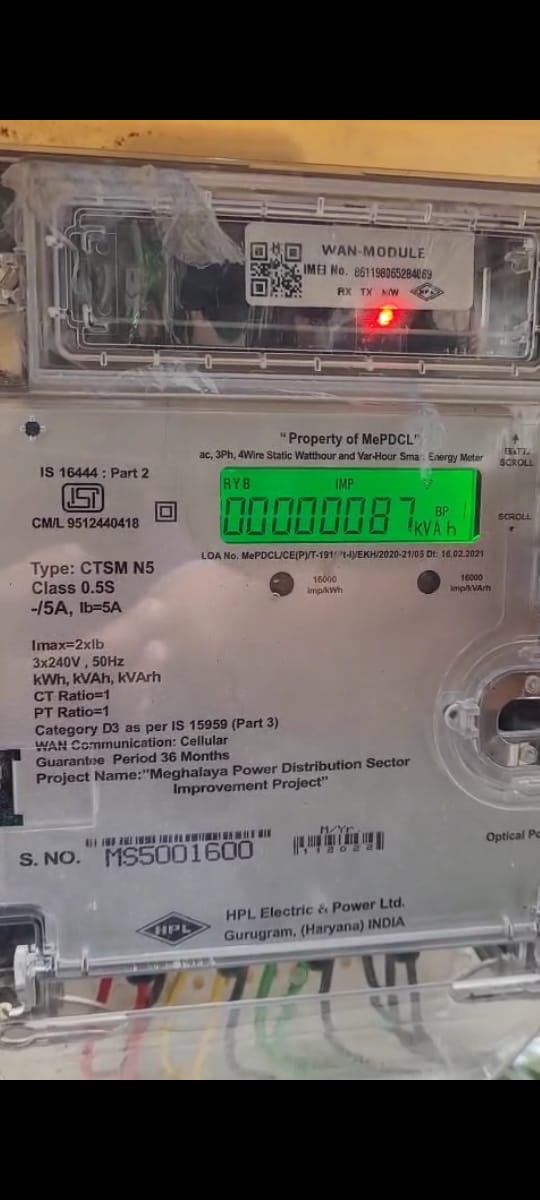 WAN-MODULE
IMEI No. 861198065284069
RX TX N/W HPL
"Property of MePDCL"
ac, 3Ph, 4Wire Static Watthour and Var-Hour Smart Energy Meter
SCROLL
IS 16444 : Part 2
ISI
CM/L 9512440418
RYB IMP
00000087 BP
kVAh
SCROLL
LOA No. MePDCL/CE(P)/T-EKH/2020-21/05 Dt: 16.02.2021
Type: CTSM N5
Class 0.5S
-/5A, Ib=5A
16000
imp/kWh
16000
imp/kVArh
Imax=2xIb
3x240V , 50Hz
kWh, kVAh, kVArh
CT Ratio=1
PT Ratio=1
Category D3 as per IS 15959 (Part 3)
WAN Communication: Cellular
Guarantee Period 36 Months
Project Name:"Meghalaya Power Distribution Sector
Improvement Project"
M/Yr.
S. NO. MS5001600
112022
Optical
HPL
HPL Electric & Power Ltd.
Gurugram, (Haryana) INDIA